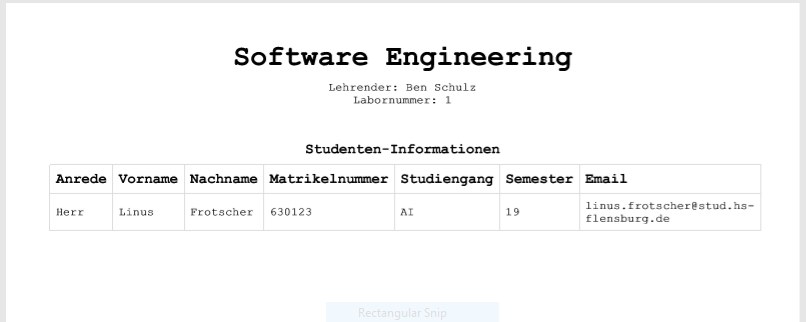 Software Engineering
Lehrender: Ben Schulz
Labornummer: 1
Studenten-Informationen
Anrede Vorname Nachname Matrikelnummer Studiengang Semester Email
Herr Linus Frotscher 630123 AI 19 linus.frotscher@stud.hs-
flensburg.de
Rectangular Snip